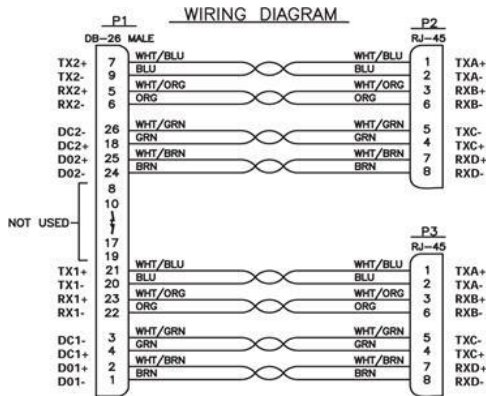 WIRING DIAGRAM
P1 P2
DB-26 MALE RJ-45
TX2+ 7 WHT/BLU WHT/BLU 1 TXA+
TX2- 9 BLU BLU 2 TXA-
RX2+ 5 WHT/ORG WHT/ORG 3 RXB+
RX2- 6 ORG ORG 6 RXB-
DC2- 26 WHT/GRN WHT/GRN 5 TXC-
DC2+ 18 GRN GRN 4 TXC+
D02+ 25 WHT/BRN WHT/BRN 7 RXD+
D02- 24 BRN BRN 8 RXD-
8
10
NOT USED
17
19
P3
RJ-45
TX1+ 21 WHT/BLU WHT/BLU 1 TXA+
TX1- 20 BLU BLU 2 TXA-
RX1+ 23 WHT/ORG WHT/ORG 3 RXB+
RX1- 22 ORG ORG 6 RXB-
DC1- 3 WHT/GRN WHT/GRN 5 TXC-
DC1+ 4 GRN GRN 4 TXC+
D01+ 2 WHT/BRN WHT/BRN 7 RXD+
D01- 1 BRN BRN 8 RXD-